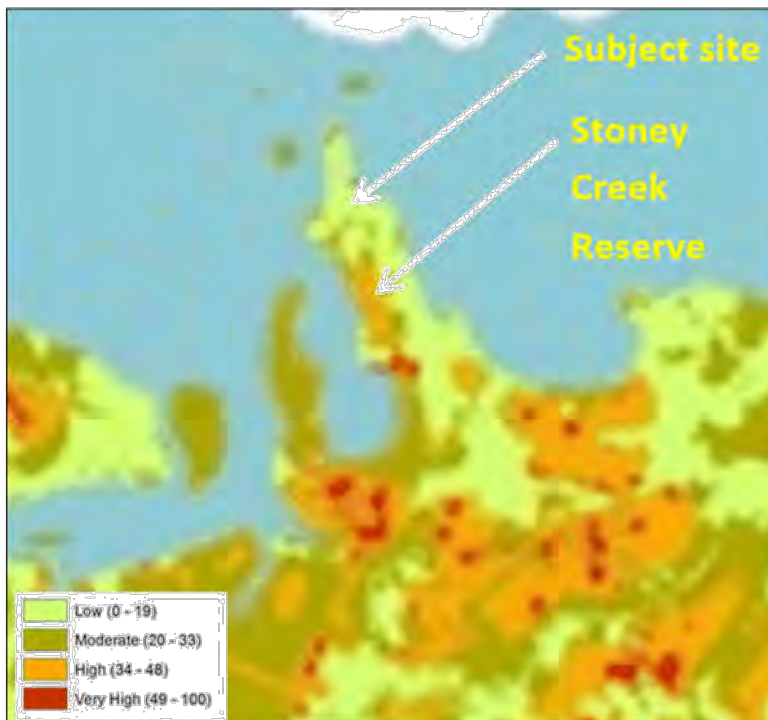 Subject site
Stoney
Creek
Reserve
Low (0 - 19)
Moderate (20 - 33)
High (34 - 48)
Very High (49 - 100)